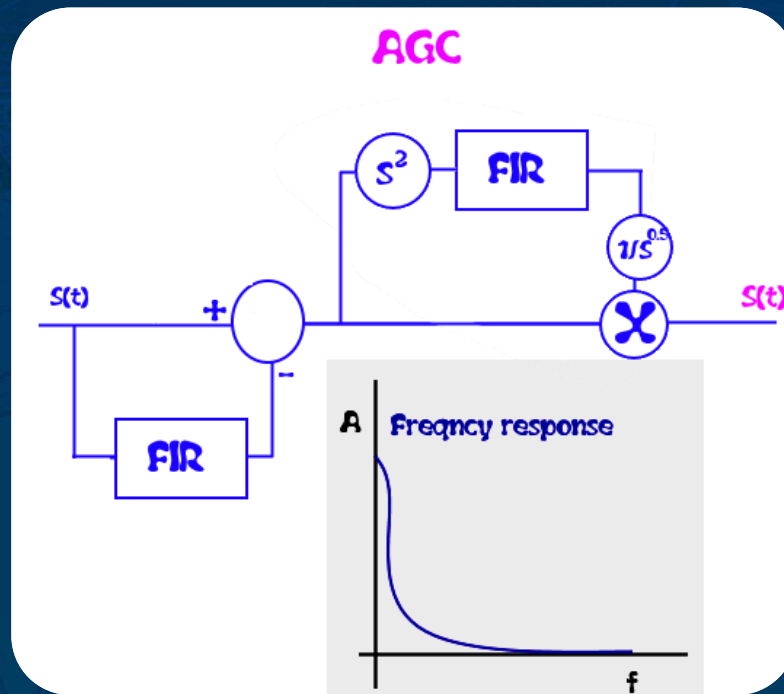 AGC
S²
FIR
1/S^0.5
S(t)
S(t)
+
X
-
FIR
A
Freqncy response
f